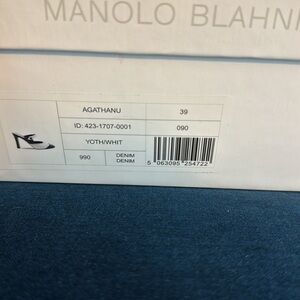 MANOLO BLAHNI
AGATHANU 39
ID: 423-1707-0001 090
YOTH/WHIT
990 DENIM
DENIM
5 063095 254722